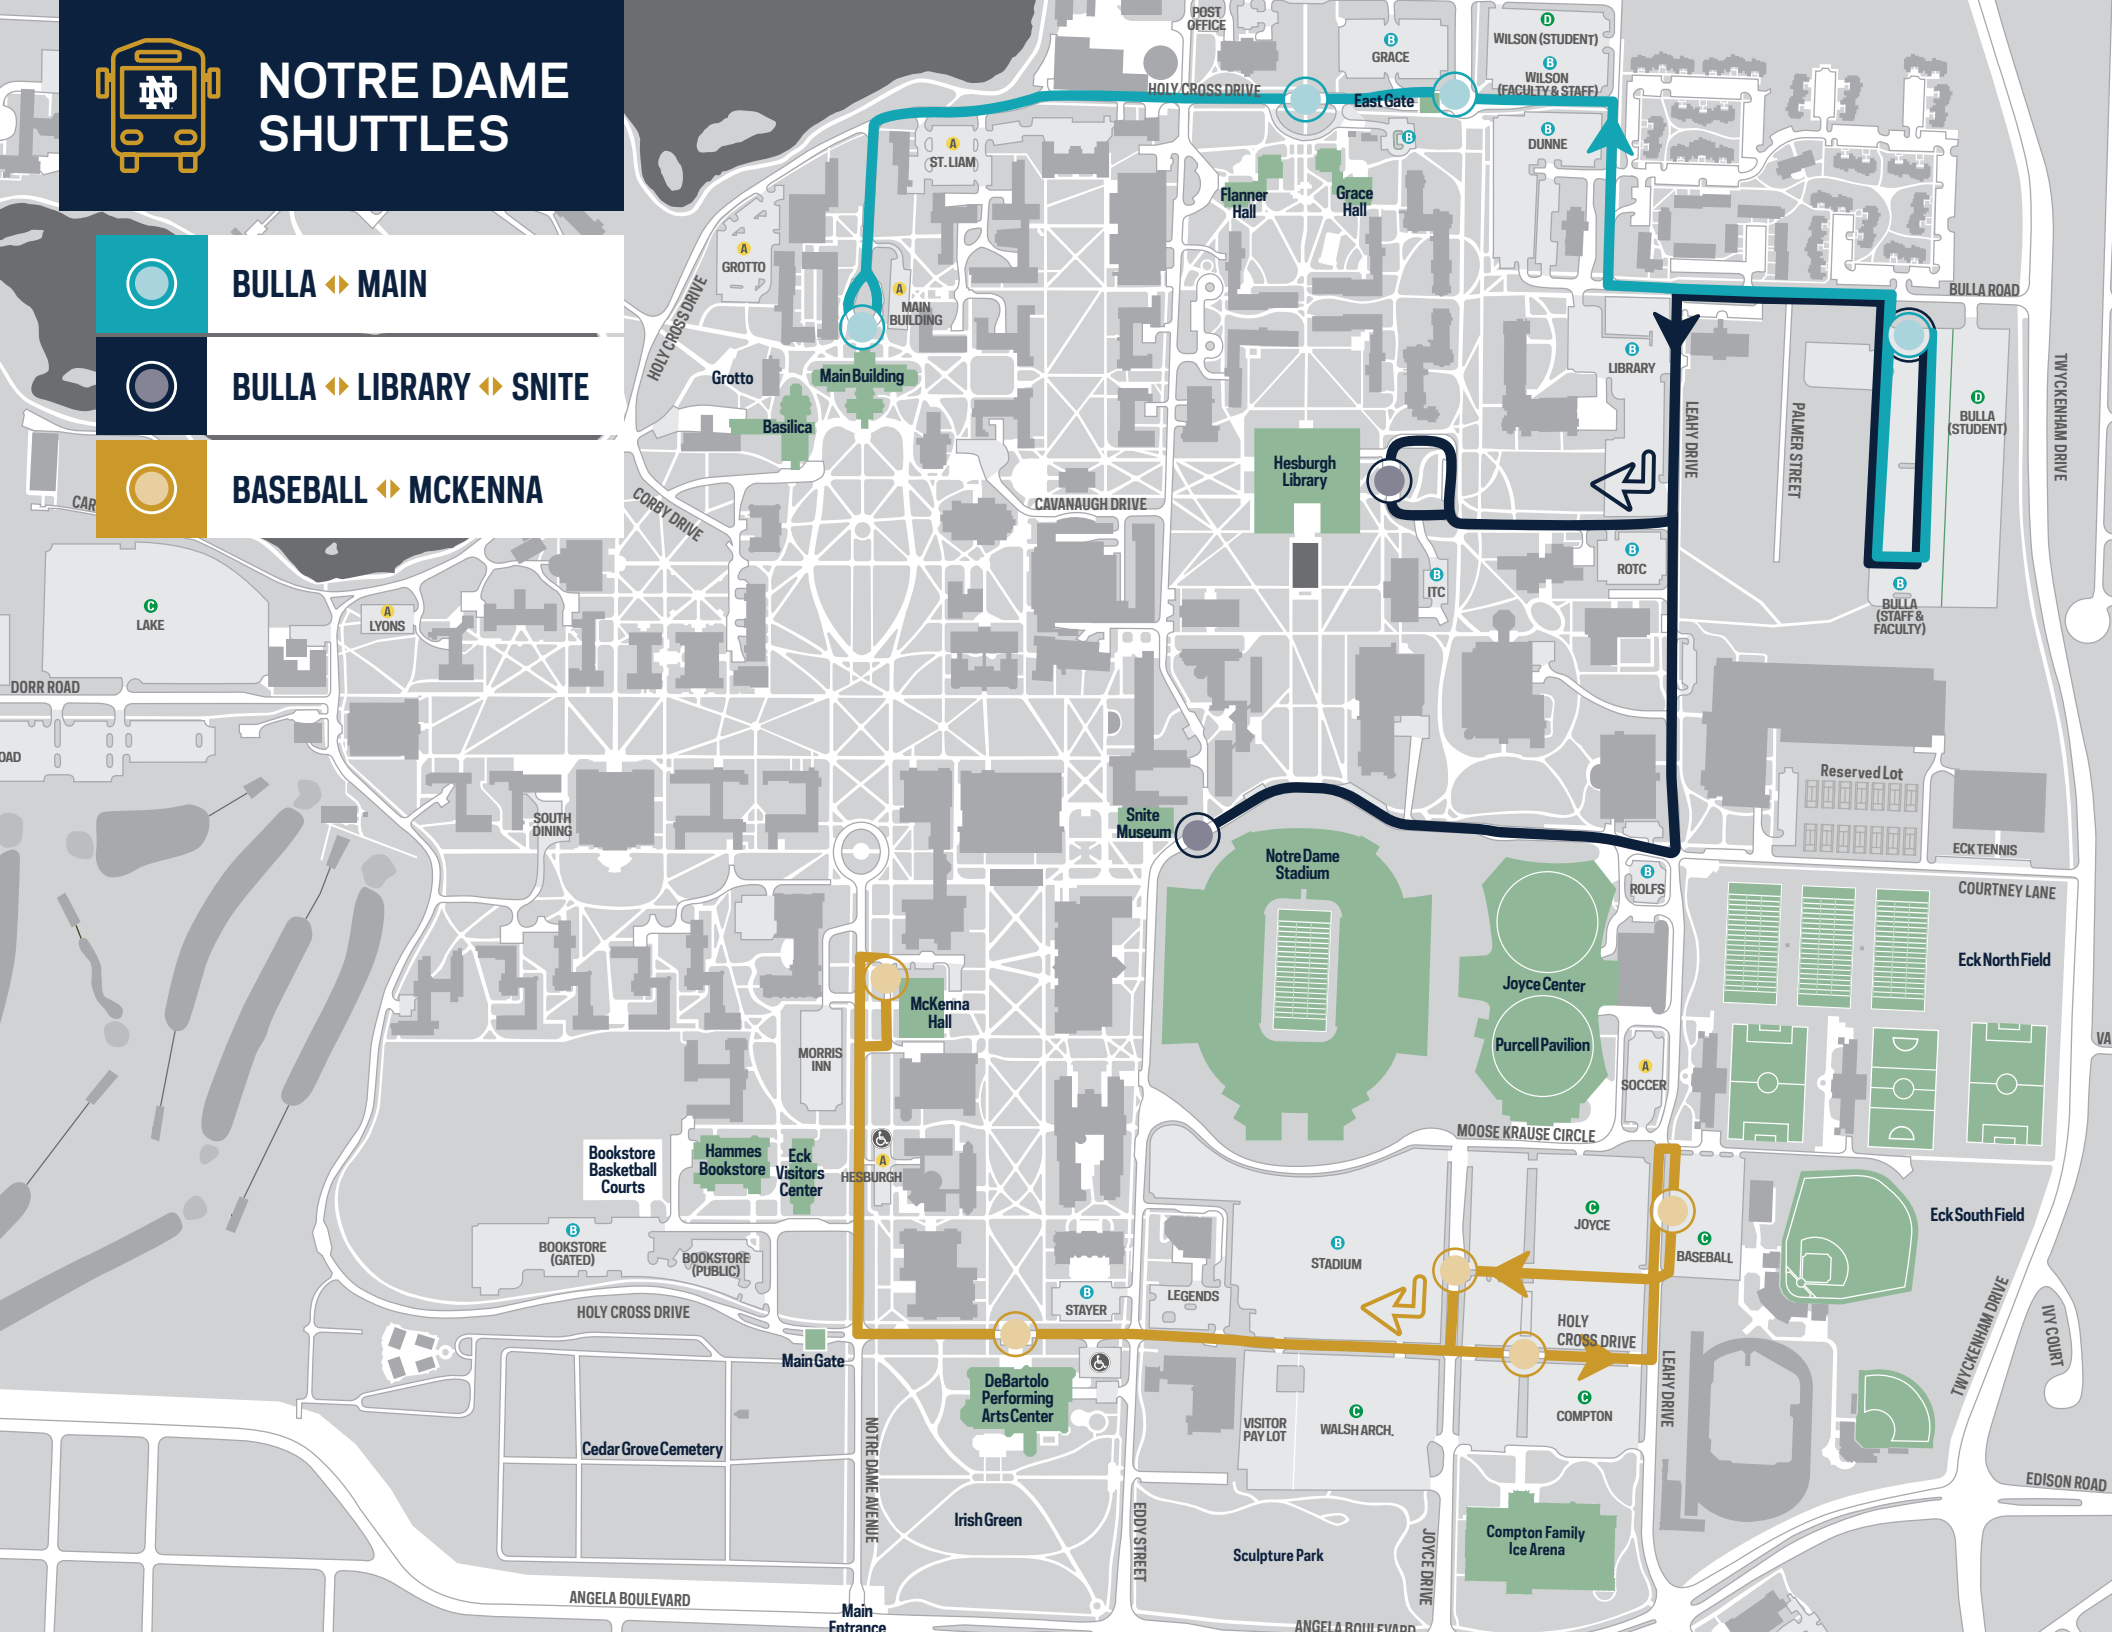 NOTRE DAME
SHUTTLES
BULLA MAIN
BULLA LIBRARY SNITE
BASEBALL MCKENNA
POST
OFFICE
B
GRACE
D
WILSON (STUDENT)
B
WILSON
(FACULTY & STAFF)
HOLY CROSS DRIVE
East Gate
B
B
DUNNE
A
ST. LIAM
Flanner
Hall
Grace
Hall
A
GROTTO
A
MAIN
BUILDING
HOLY CROSS DRIVE
BULLA ROAD
Grotto
Main Building
Basilica
B
LIBRARY
LEAHY DRIVE
PALMER STREET
D
BULLA
(STUDENT)
TWYCKENHAM DRIVE
Hesburgh
Library
CAR
CORBY DRIVE
CAVANAUGH DRIVE
B
ROTC
B
ITC
B
BULLA
(STAFF &
FACULTY)
C
LAKE
A
LYONS
DORR ROAD
OAD
Reserved Lot
SOUTH
DINING
Snite
Museum
Notre Dame
Stadium
ECK TENNIS
B
ROLFS
COURTNEY LANE
Eck North Field
Joyce Center
McKenna
Hall
Purcell Pavilion
MORRIS
INN
A
SOCCER
VA
MOOSE KRAUSE CIRCLE
Bookstore
Basketball
Courts
Hammes
Bookstore
Eck
Visitors
Center
A
HESBURGH
C
JOYCE
Eck South Field
B
BOOKSTORE
(GATED)
BOOKSTORE
(PUBLIC)
B
STADIUM
C
BASEBALL
B
STAYER
LEGENDS
HOLY CROSS DRIVE
HOLY
CROSS DRIVE
Main Gate
LEAHY DRIVE
TWYCKENHAM DRIVE
IVY COURT
DeBartolo
Performing
Arts Center
C
COMPTON
C
WALSH ARCH.
VISITOR
PAY LOT
Cedar Grove Cemetery
NOTRE DAME AVENUE
EDISON ROAD
Irish Green
EDDY STREET
Sculpture Park
JOYCE DRIVE
Compton Family
Ice Arena
ANGELA BOULEVARD
Main
Entrance
ANGELA BOULEVARD